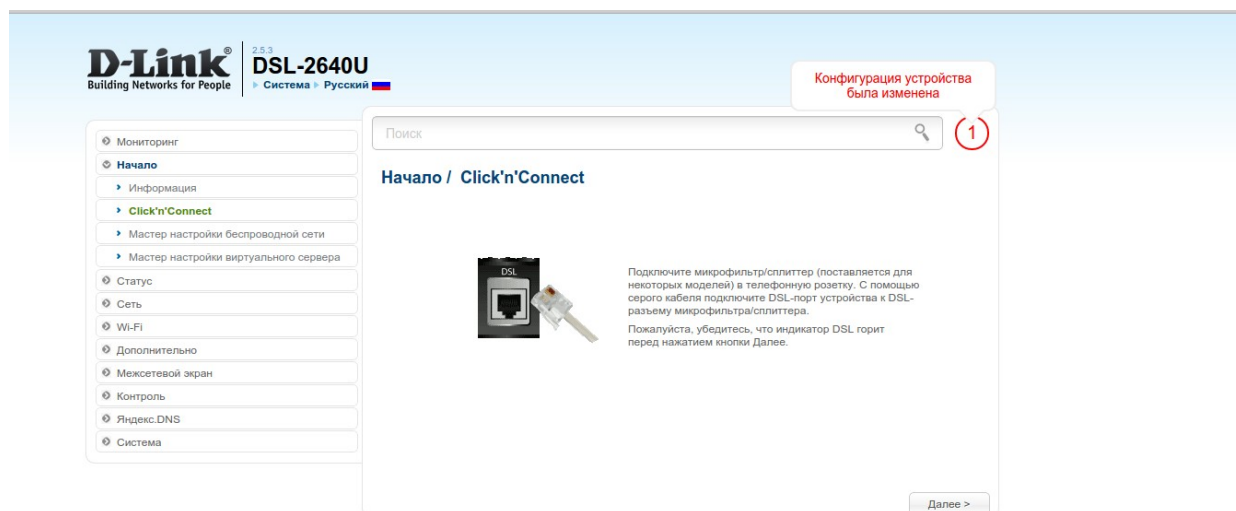 D-Link®
Building Networks for People
2.5.3
DSL-2640U
Система Русский
Конфигурация устройства
была изменена
Поиск
1
Мониторинг
Начало
Информация
Click'n'Connect
Мастер настройки беспроводной сети
Мастер настройки виртуального сервера
Статус
Сеть
Wi-Fi
Дополнительно
Межсетевой экран
Контроль
Яндекс.DNS
Система
Начало / Click'n'Connect
DSL
Подключите микрофильтр/сплиттер (поставляется для
некоторых моделей) в телефонную розетку. С помощью
серого кабеля подключите DSL-порт устройства к DSL-
разъему микрофильтра/сплиттера.
Пожалуйста, убедитесь, что индикатор DSL горит
перед нажатием кнопки Далее.
Далее >